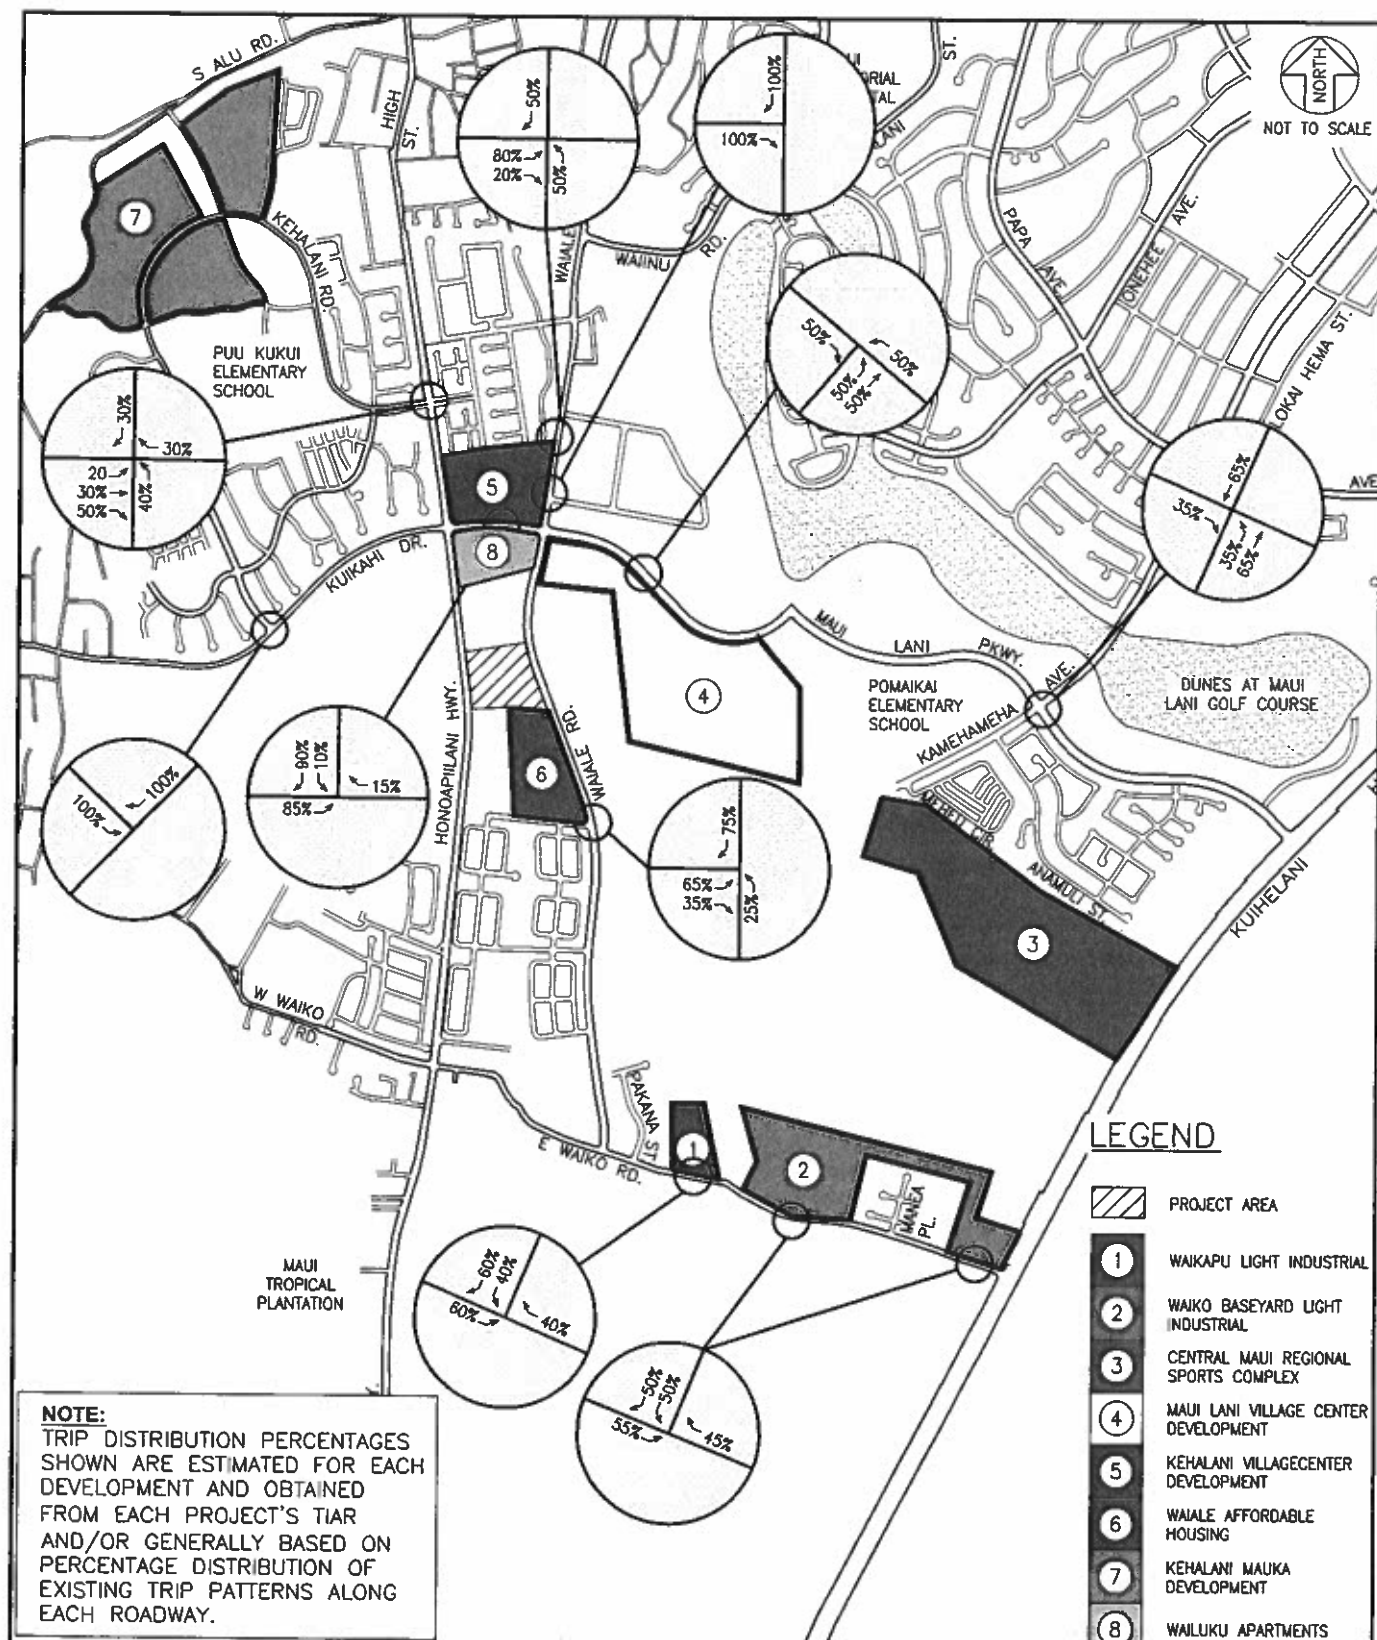 S ALU RD.
HIGH ST.
50%
80%
20%
50%
100%
100%
UI
ORIAL
TAL
LANI
ST.
NORTH
NOT TO SCALE
7
KEHALANI RD.
WAIALE
WAIINU RD.
PAPA AVE.
ONEHEE AVE.
LOKAI HEMA ST.
PUU KUKUI
ELEMENTARY
SCHOOL
50%
50%
50%
50%
30%
30%
20
30%
50%
40%
65%
35%
35%
65%
AVE
5
8
KUIKAHI DR.
MAUI LANI PKWY.
4
POMAIKAI
ELEMENTARY
SCHOOL
KAMEHAMEHA AVE.
DUNES AT MAUI
LANI GOLF COURSE
HONOAPIILANI HWY.
WAIALE RD.
6
100%
100%
90%
10%
15%
85%
75%
65%
35%
25%
MEHELI CIR.
ANAMULI ST.
KUIHELANI
3
W WAIKO RD.
PAKANA ST.
E WAIKO RD.
1
2
MANEA PL.
60%
40%
60%
40%
50%
50%
55%
45%
MAUI
TROPICAL
PLANTATION
LEGEND
PROJECT AREA
1 WAIKAPU LIGHT INDUSTRIAL
2 WAIKO BASEYARD LIGHT
INDUSTRIAL
3 CENTRAL MAUI REGIONAL
SPORTS COMPLEX
4 MAUI LANI VILLAGE CENTER
DEVELOPMENT
5 KEHALANI VILLAGECENTER
DEVELOPMENT
6 WAIALE AFFORDABLE
HOUSING
7 KEHALANI MAUKA
DEVELOPMENT
8 WAILUKU APARTMENTS
NOTE:
TRIP DISTRIBUTION PERCENTAGES
SHOWN ARE ESTIMATED FOR EACH
DEVELOPMENT AND OBTAINED
FROM EACH PROJECT'S TIAR
AND/OR GENERALLY BASED ON
PERCENTAGE DISTRIBUTION OF
EXISTING TRIP PATTERNS ALONG
EACH ROADWAY.